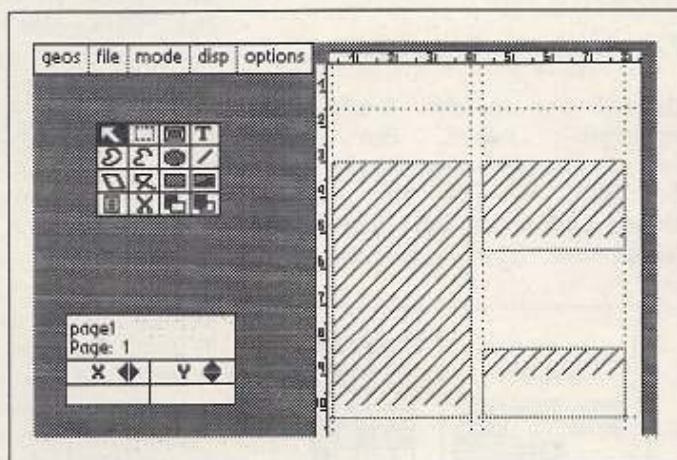 geos file mode disp options
T
page1
Page: 1
X Y